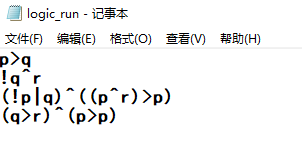 logic_run - 记事本
文件(F) 编辑(E) 格式(O) 查看(V) 帮助(H)
p>q
!q^r
(!p|q)^((p^r)>p)
(q>r)^(p>p)